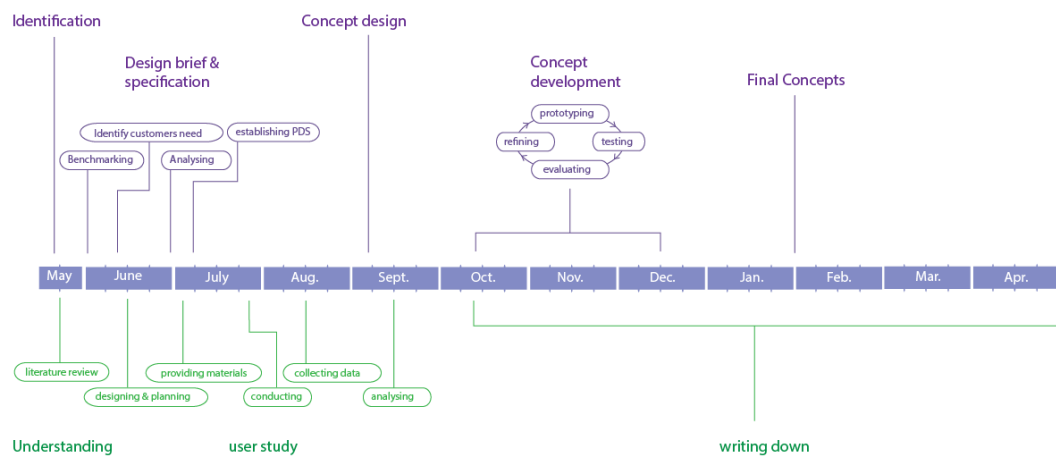 Identification
Concept design
Design brief &
specification
Concept
development
Final Concepts
prototyping
Identify customers need
establishing PDS
refining
testing
Benchmarking
Analysing
evaluating
May
June
July
Aug.
Sept.
Oct.
Nov.
Dec.
Jan.
Feb.
Mar.
Apr.
literature review
providing materials
collecting data
designing & planning
conducting
analysing
Understanding
user study
writing down